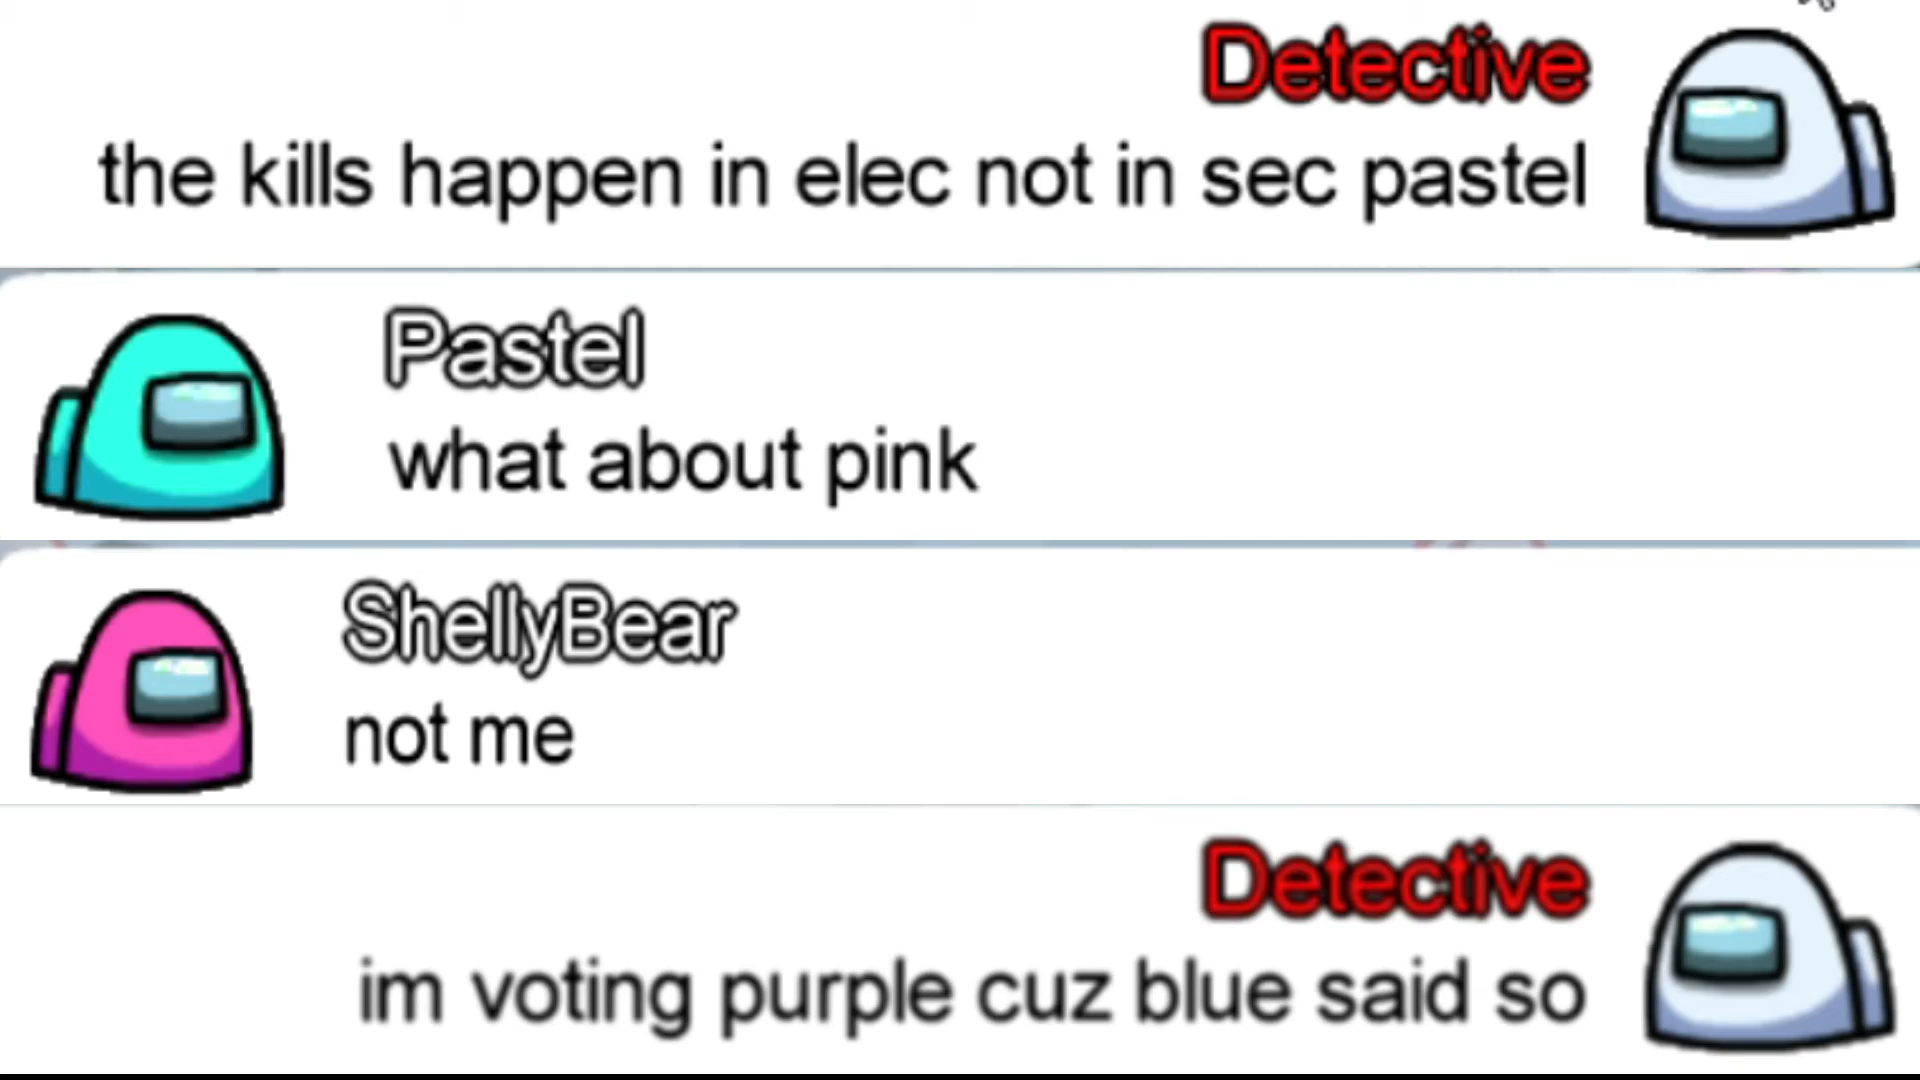 Detective
the kills happen in elec not in sec pastel
Pastel
what about pink
ShellyBear
not me
Detective
im voting purple cuz blue said so